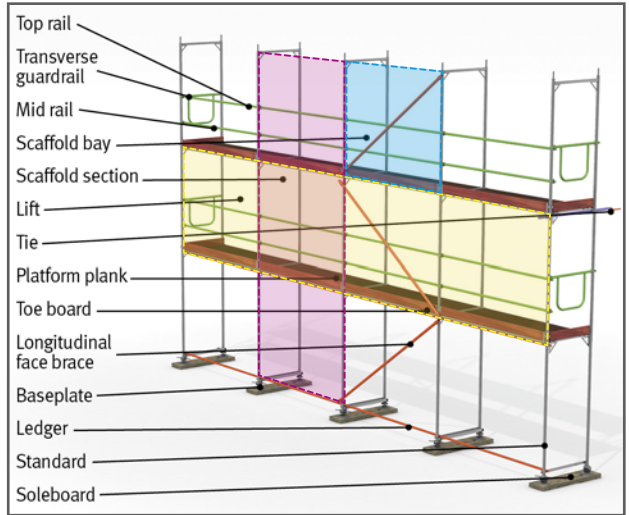 Top rail
Transverse
guardrail
Mid rail
Scaffold bay
Scaffold section
Lift
Tie
Platform plank
Toe board
Longitudinal
face brace
Baseplate
Ledger
Standard
Soleboard